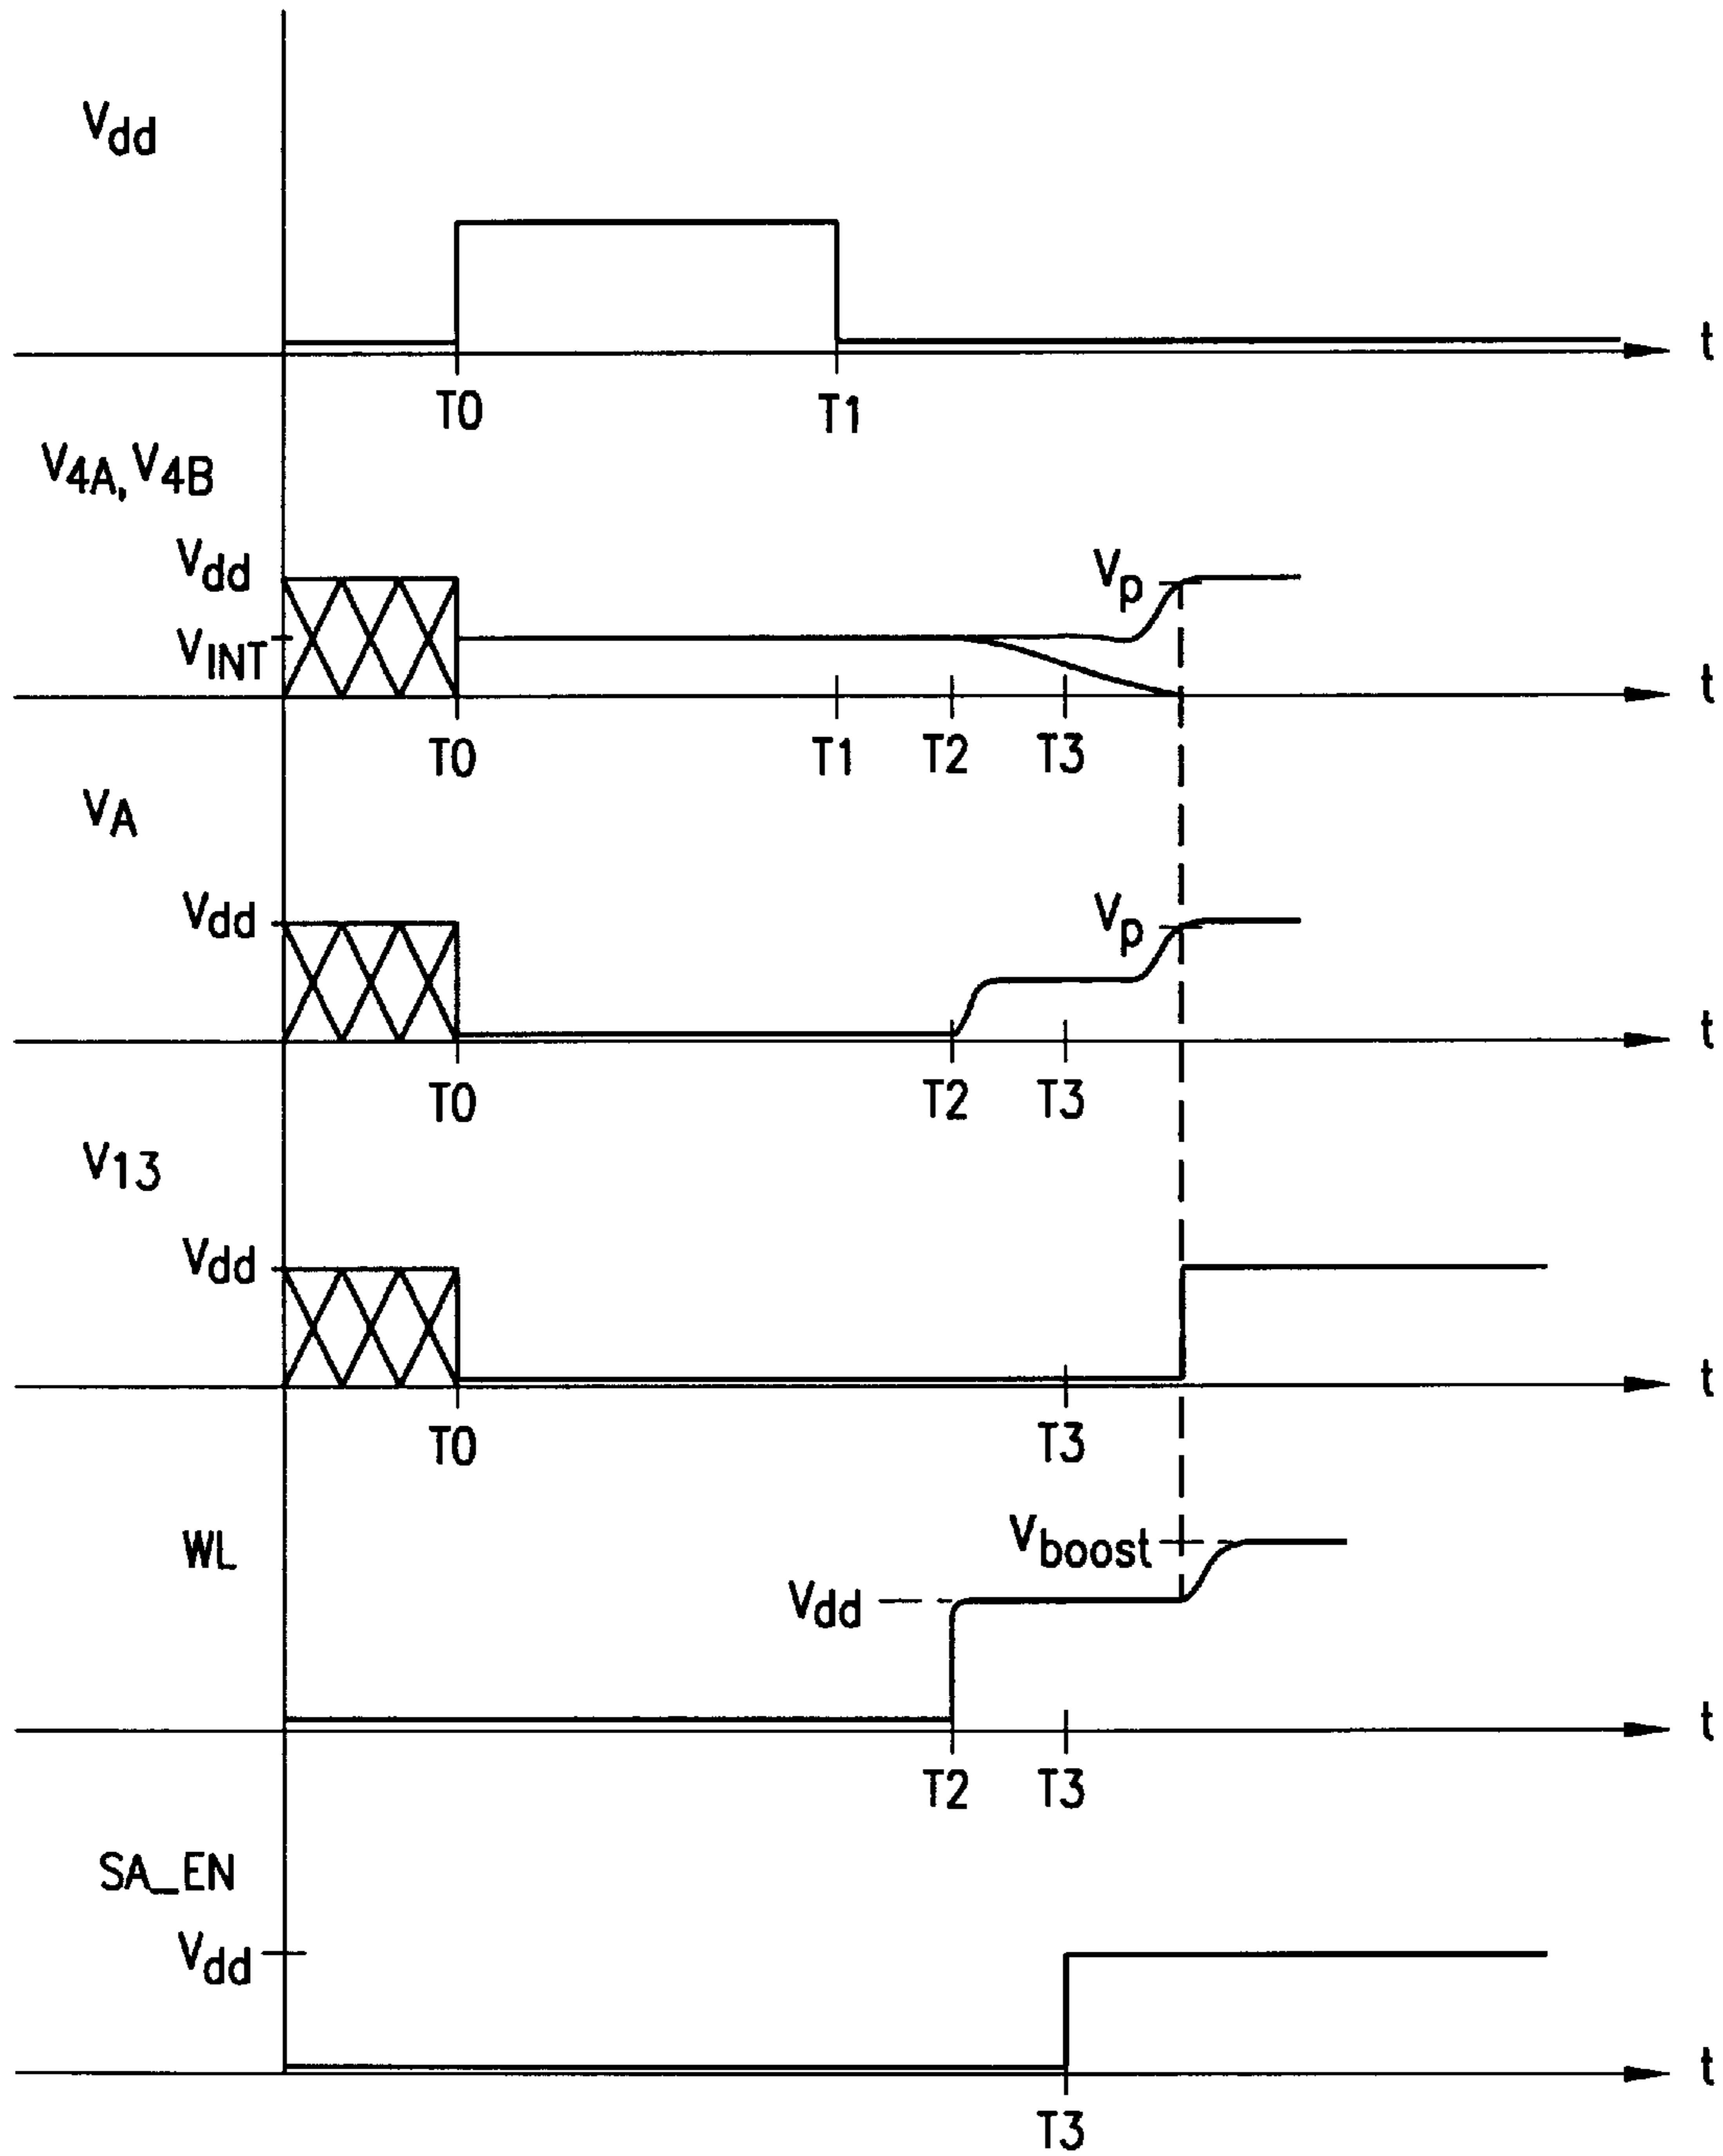 Vdd
t
T0 T1
V4A, V4B
Vdd
Vp
VINT
t
T0 T1 T2 T3
VA
Vdd
Vp
t
T0 T2 T3
V13
Vdd
t
T0 T3
WL
Vboost
Vdd
t
T2 T3
SA_EN
Vdd
t
T3